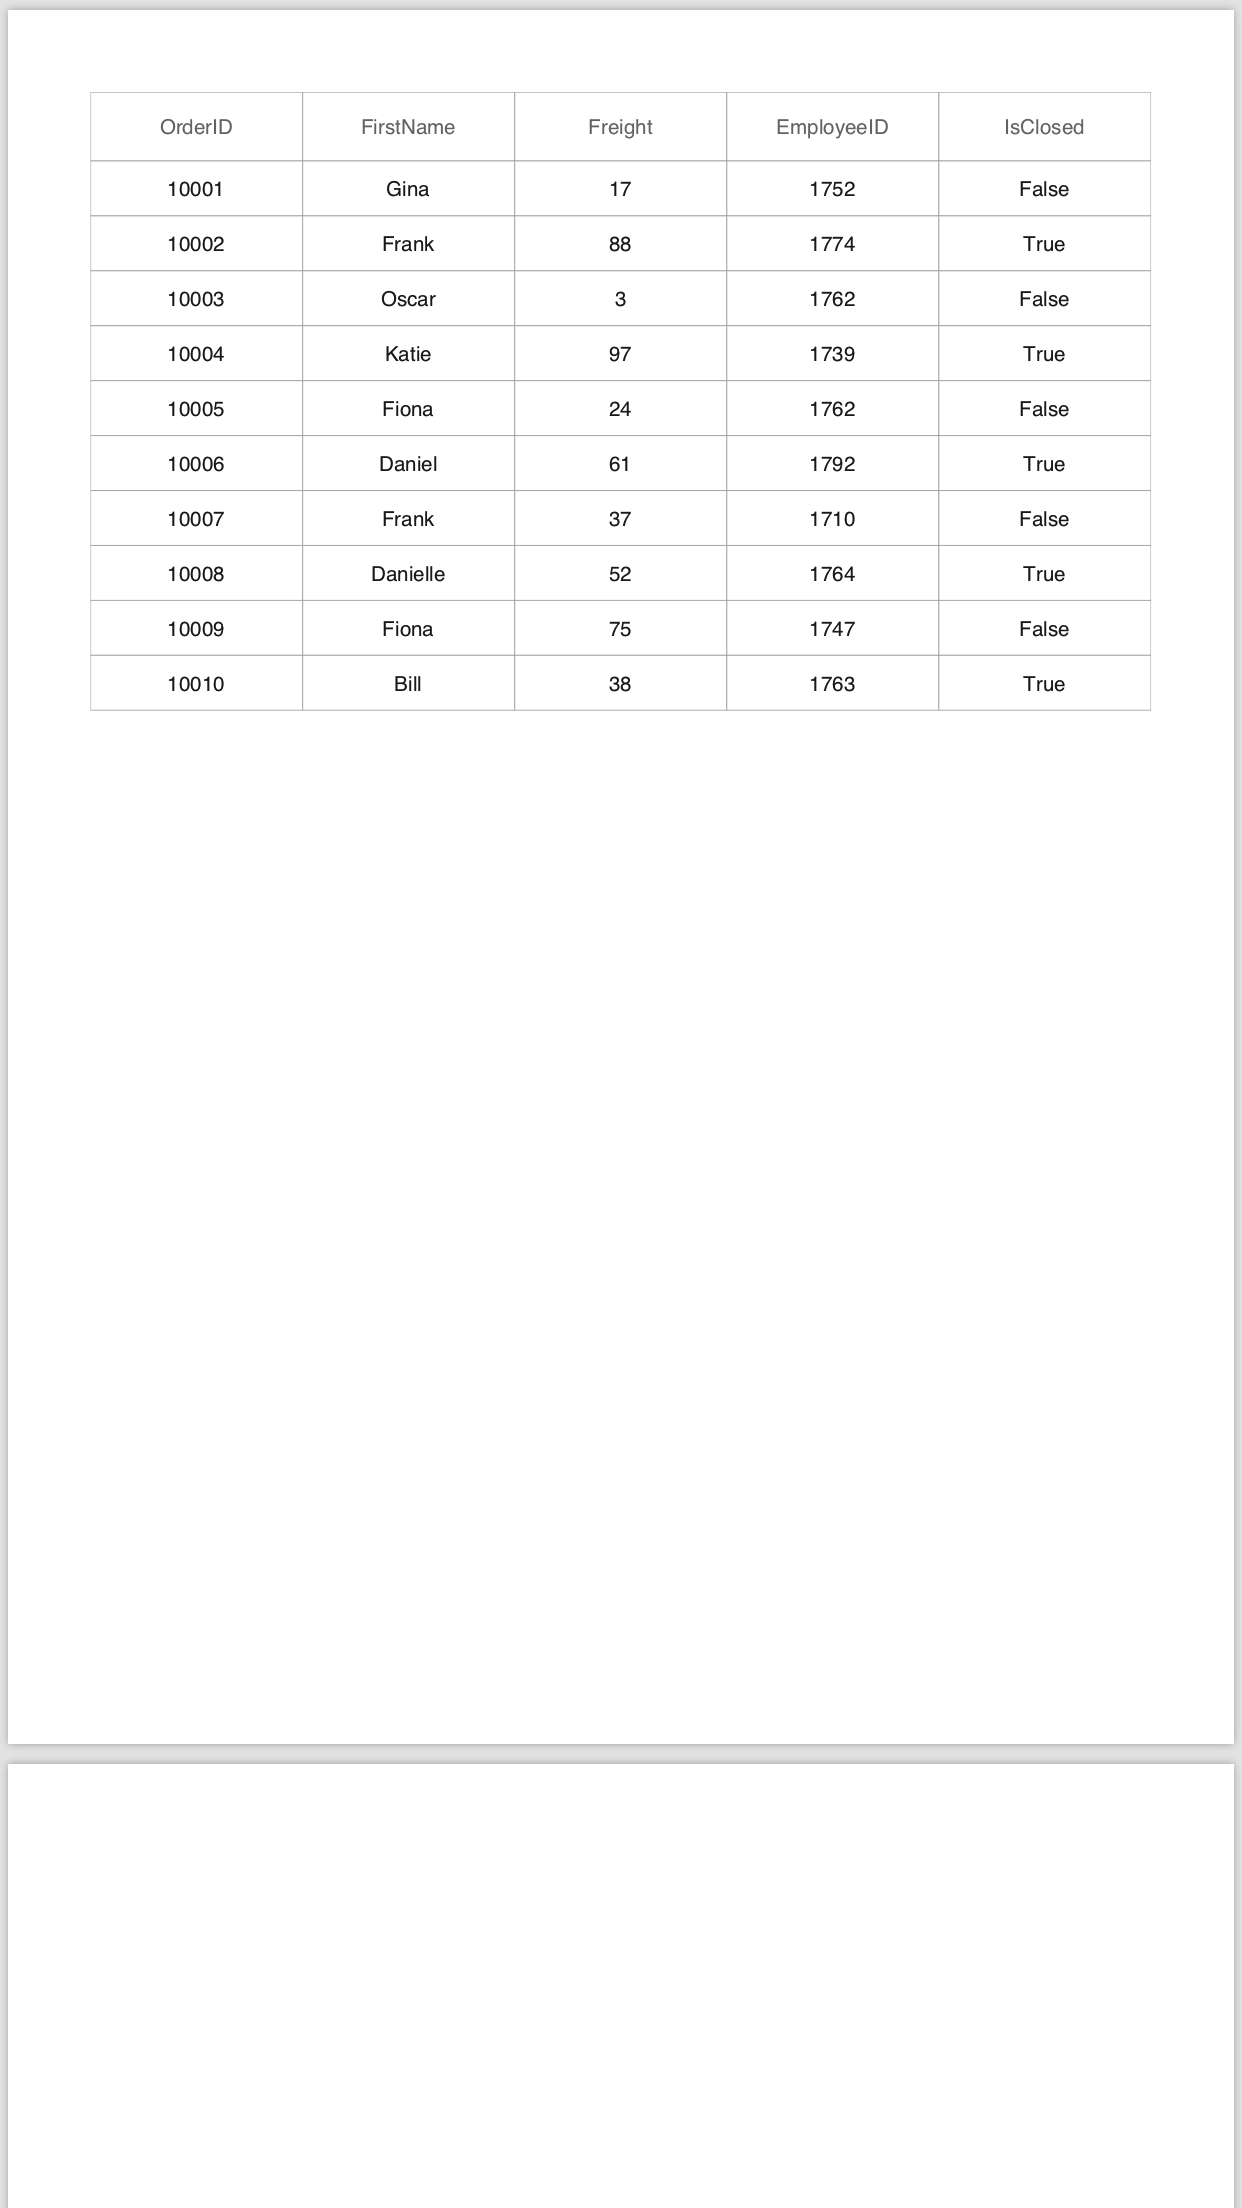 OrderID FirstName Freight EmployeeID IsClosed
10001 Gina 17 1752 False
10002 Frank 88 1774 True
10003 Oscar 3 1762 False
10004 Katie 97 1739 True
10005 Fiona 24 1762 False
10006 Daniel 61 1792 True
10007 Frank 37 1710 False
10008 Danielle 52 1764 True
10009 Fiona 75 1747 False
10010 Bill 38 1763 True